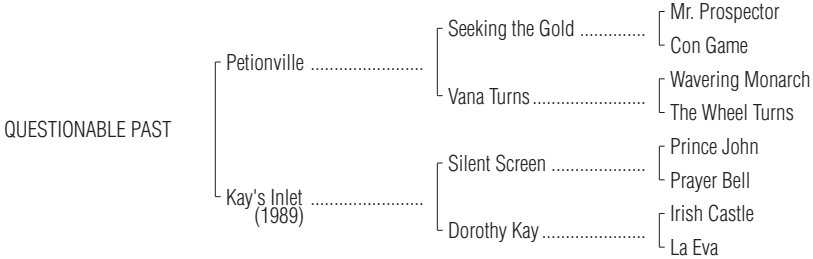 Mr. Prospector
Seeking the Gold ..............
Con Game
Petionville ........................
Wavering Monarch
Vana Turns ........................
The Wheel Turns
QUESTIONABLE PAST
Prince John
Silent Screen ....................
Prayer Bell
Kay's Inlet ........................
(1989)
Irish Castle
Dorothy Kay ......................
La Eva